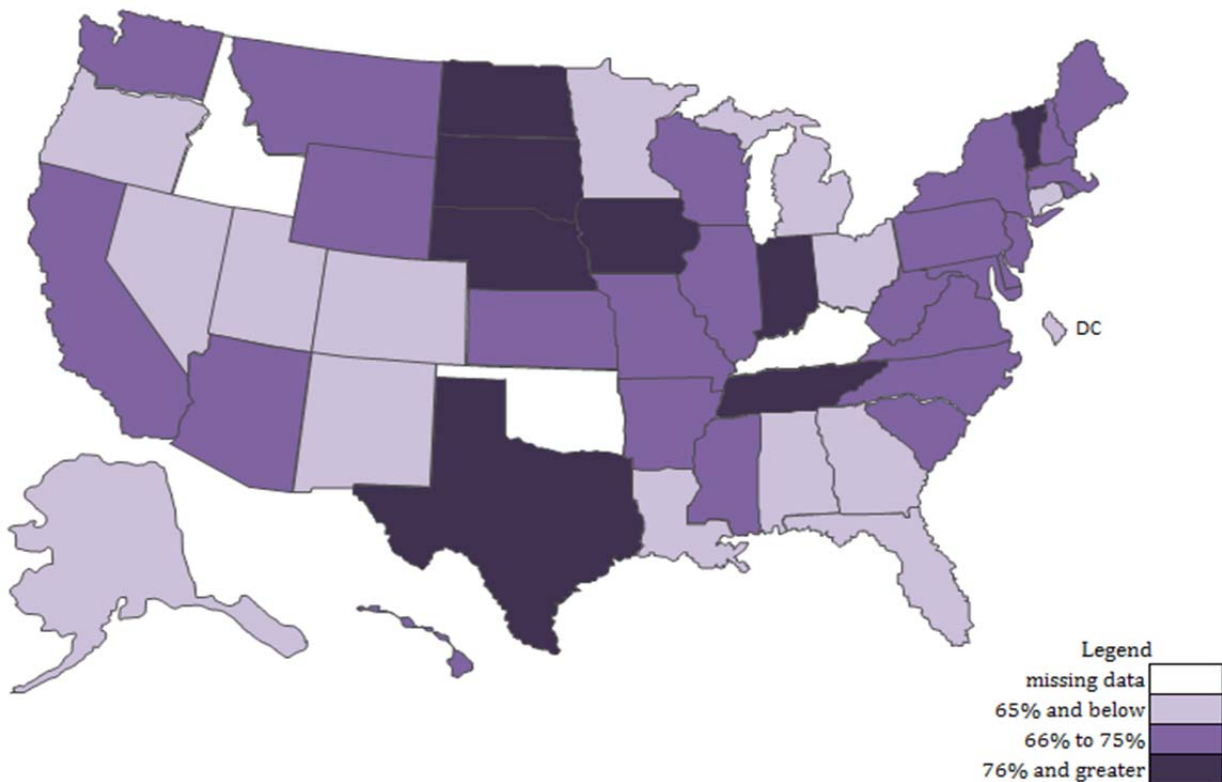 DC
Legend
missing data
65% and below
66% to 75%
76% and greater